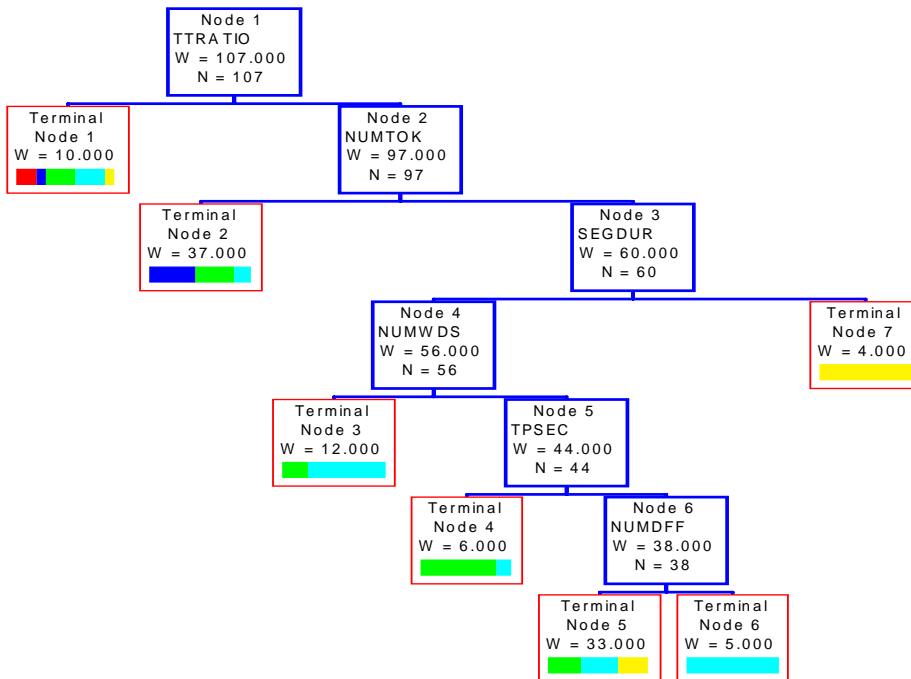 Node 1
TTRATIO
W = 107.000
N = 107
Terminal
Node 1
W = 10.000
Node 2
NUMTOK
W = 97.000
N = 97
Terminal
Node 2
W = 37.000
Node 3
SEGDUR
W = 60.000
N = 60
Node 4
NUMWDS
W = 56.000
N = 56
Terminal
Node 7
W = 4.000
Terminal
Node 3
W = 12.000
Node 5
TPSEC
W = 44.000
N = 44
Terminal
Node 4
W = 6.000
Node 6
NUMDFF
W = 38.000
N = 38
Terminal
Node 5
W = 33.000
Terminal
Node 6
W = 5.000